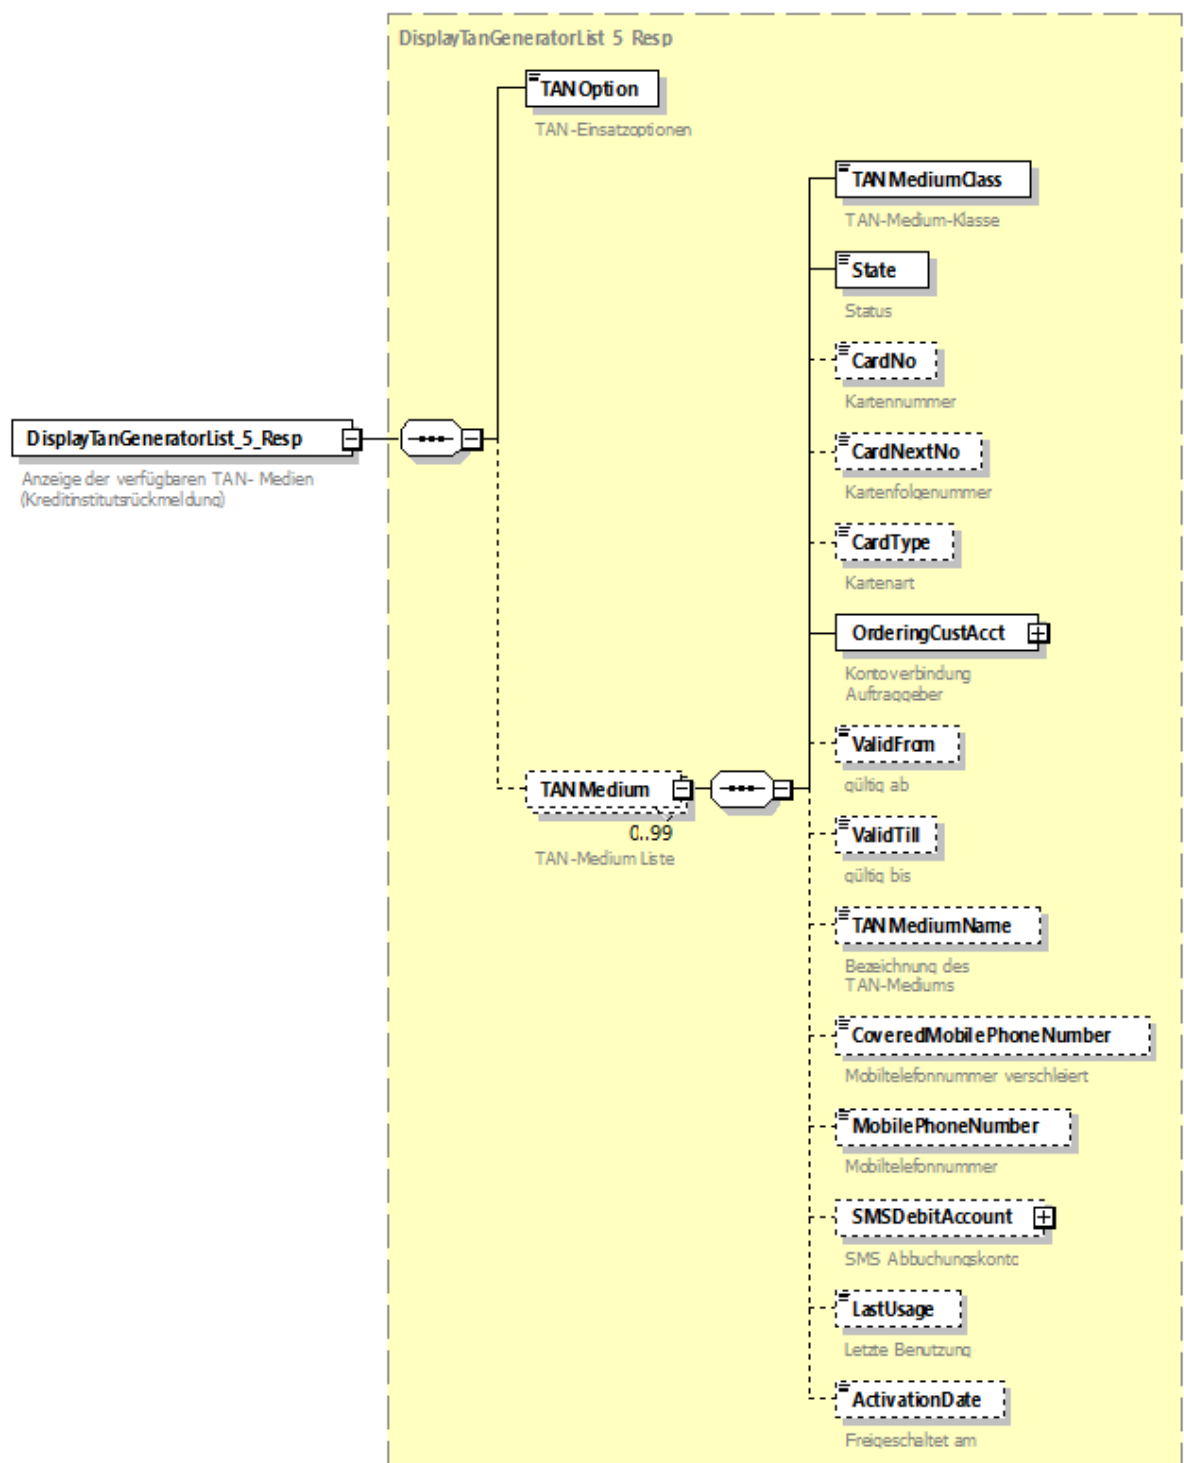 DisplayTanGeneratorList 5 Resp
TANOption
TAN-Einsatzoptionen
TANMediumClass
TAN-Medium-Klasse
State
Status
CardNo
Kartennummer
CardNextNo
Kartenfolgenummer
CardType
Kartenart
DisplayTanGeneratorList_5_Resp
Anzeige der verfügbaren TAN- Medien
(Kreditinstitutsrückmeldung)
OrderingCustAcct
Kontoverbindung
Auftraggeber
ValidFrom
gültig ab
TANMedium
0..99
TAN-Medium Liste
ValidTill
gültig bis
TANMediumName
Bezeichnung des
TAN-Mediums
CoveredMobilePhoneNumber
Mobiltelefonnummer verschleiert
MobilePhoneNumber
Mobiltelefonnummer
SMSDebitAccount
SMS Abbuchungskonto
LastUsage
Letzte Benutzung
ActivationDate
Freigeschaltet am